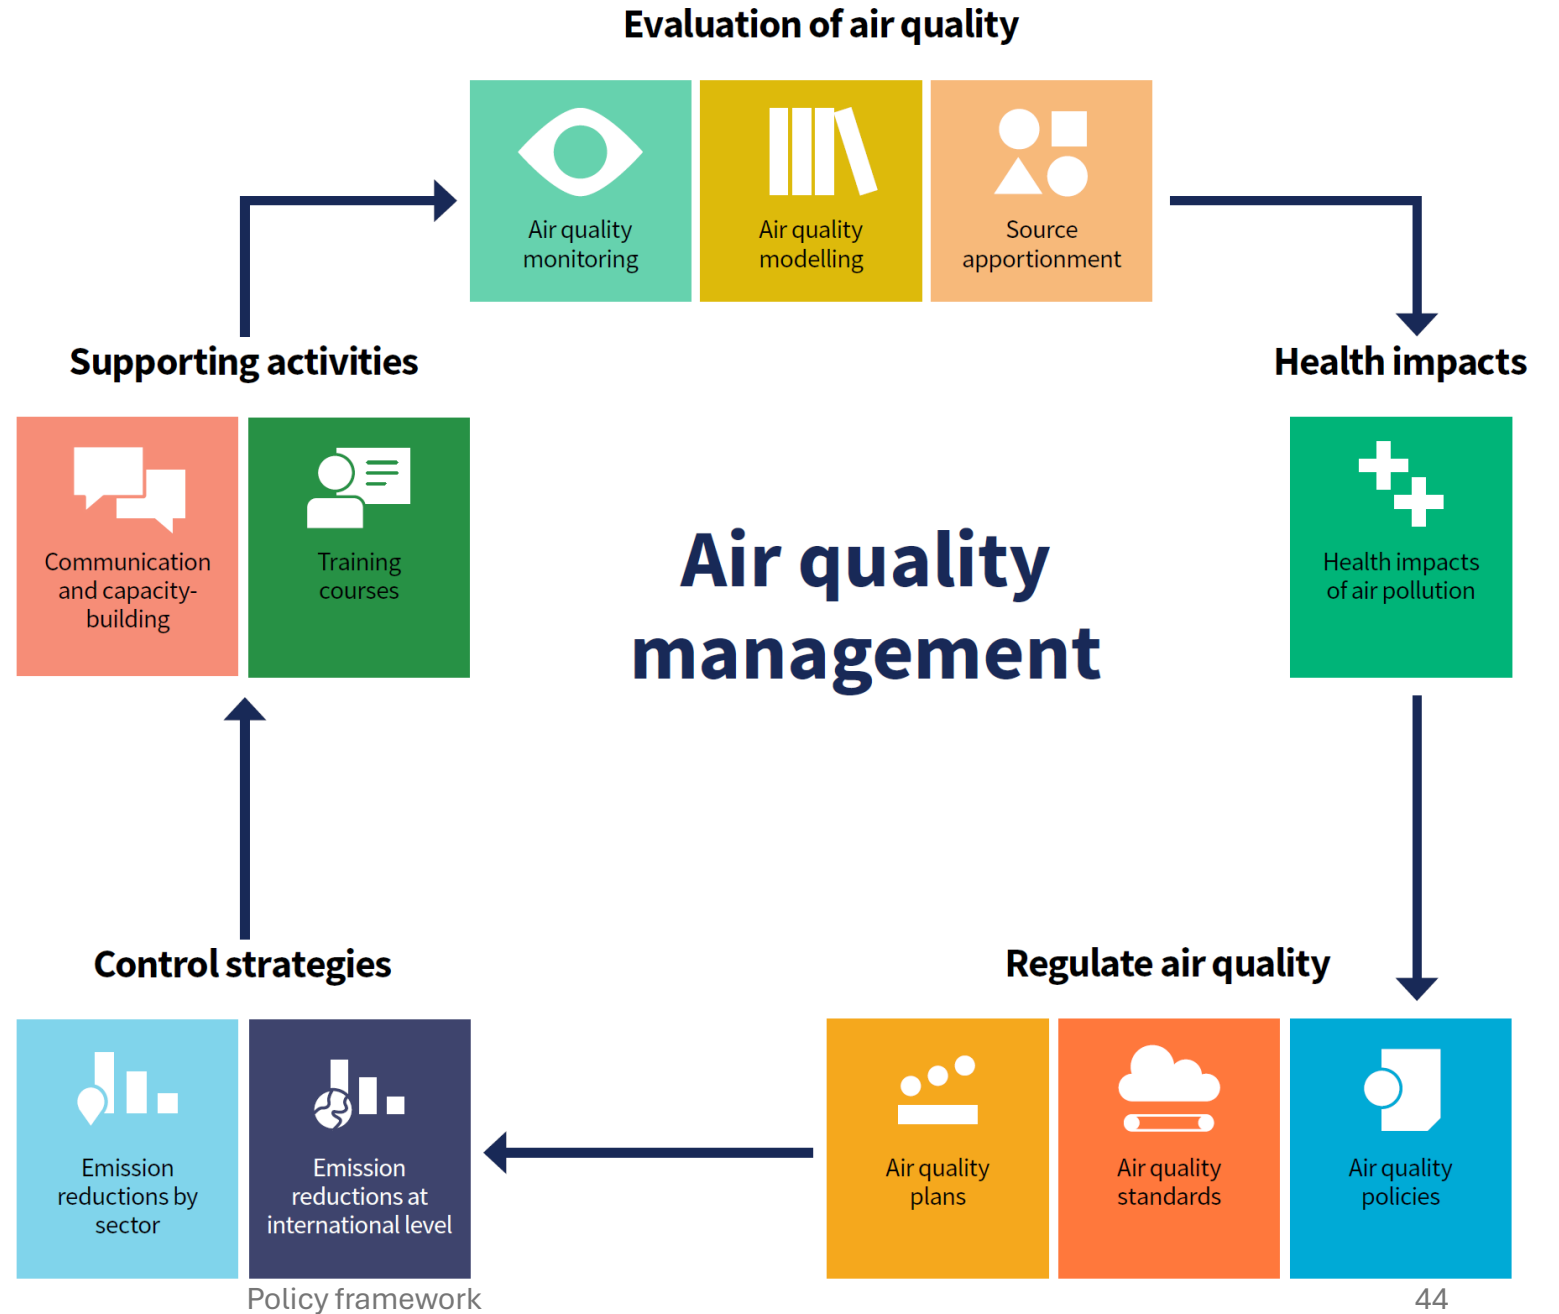 Evaluation of air quality
Air quality
monitoring
Air quality
modelling
Source
apportionment
Supporting activities
Health impacts
Communication
and capacity-
building
Training
courses
Air quality
management
Health impacts
of air pollution
Control strategies
Regulate air quality
Emission
reductions by
sector
Emission
reductions at
international level
Air quality
plans
Air quality
standards
Air quality
policies
Policy framework
44